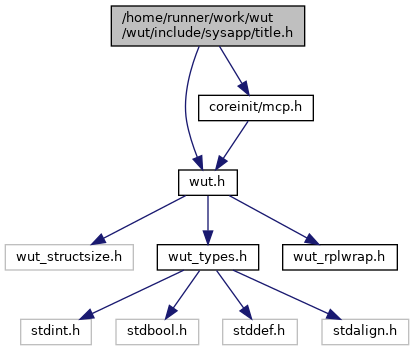 /home/runner/work/wut
/wut/include/sysapp/title.h
coreinit/mcp.h
wut.h
wut_structsize.h
wut_types.h
wut_rplwrap.h
stdint.h
stdbool.h
stddef.h
stdalign.h